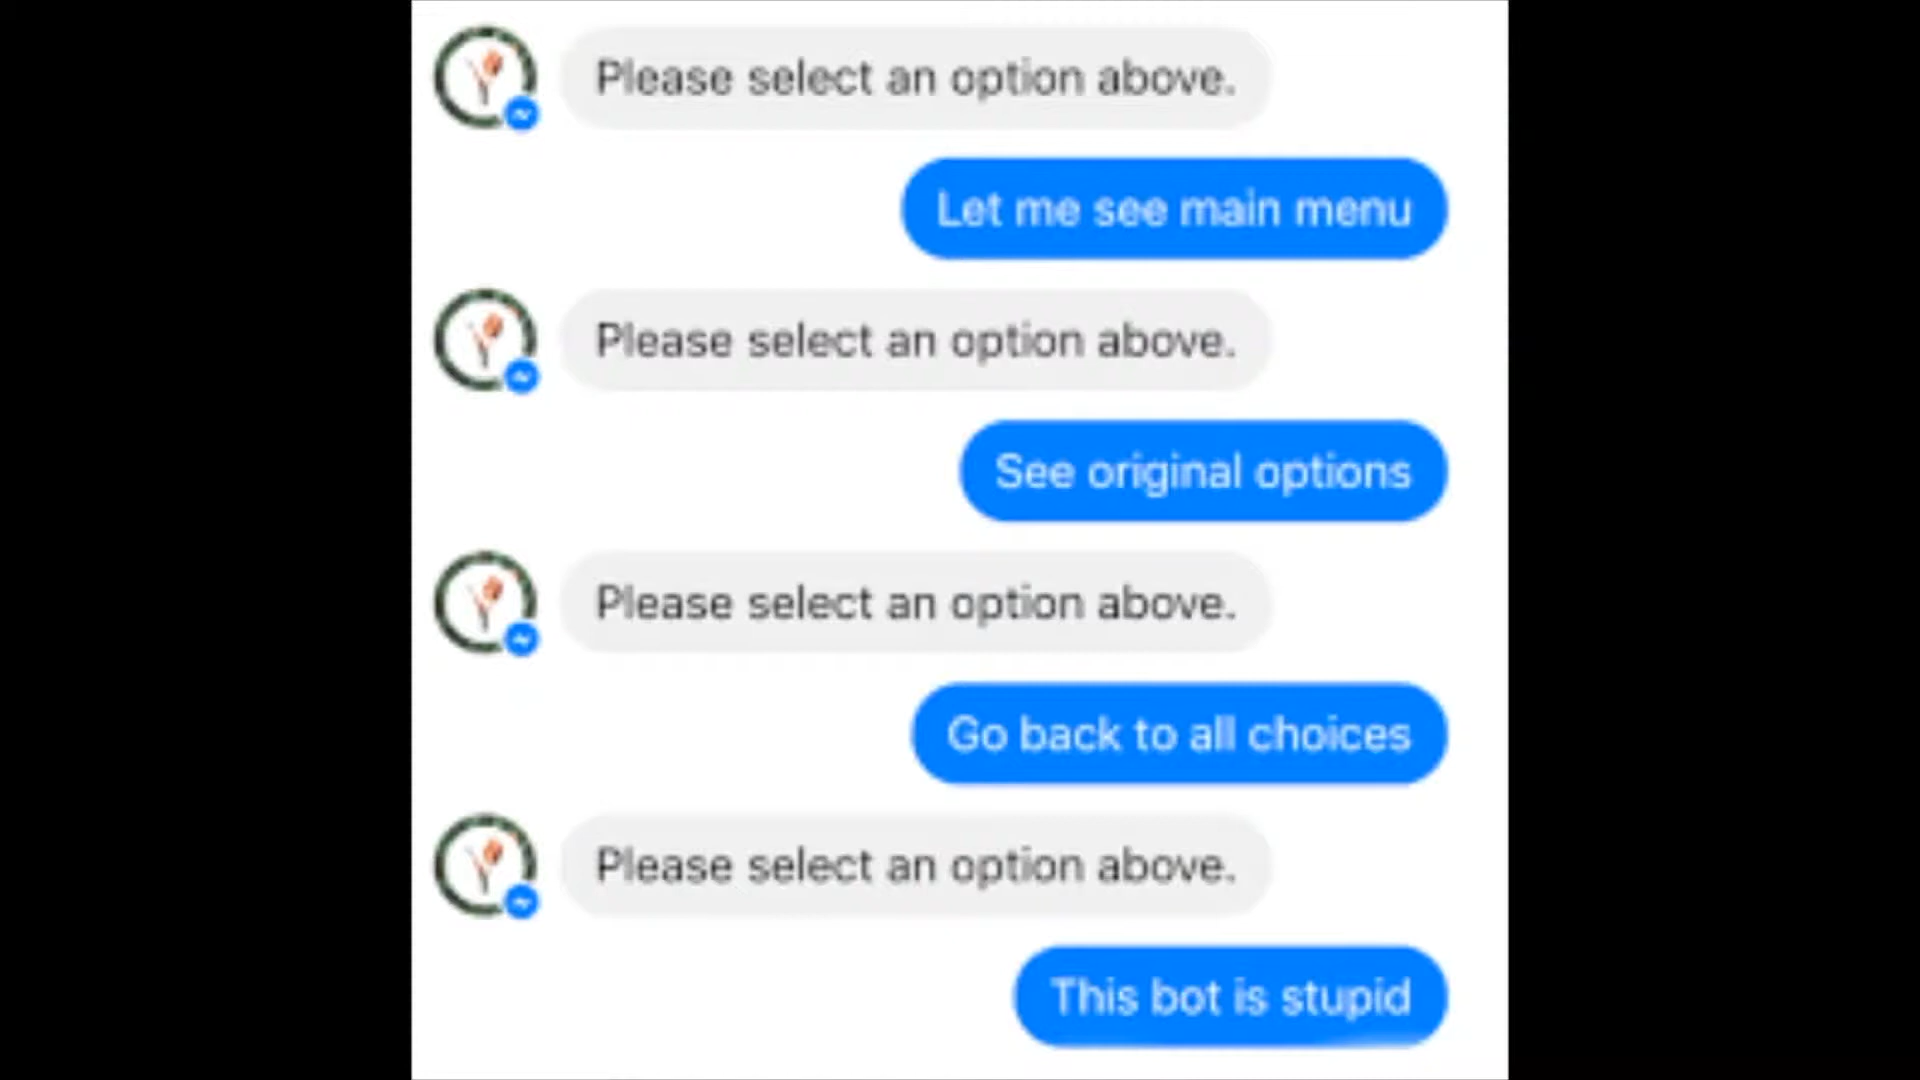 Please select an option above.
Let me see main menu
Please select an option above.
See original options
Please select an option above.
Go back to all choices
Please select an option above.
This bot is stupid